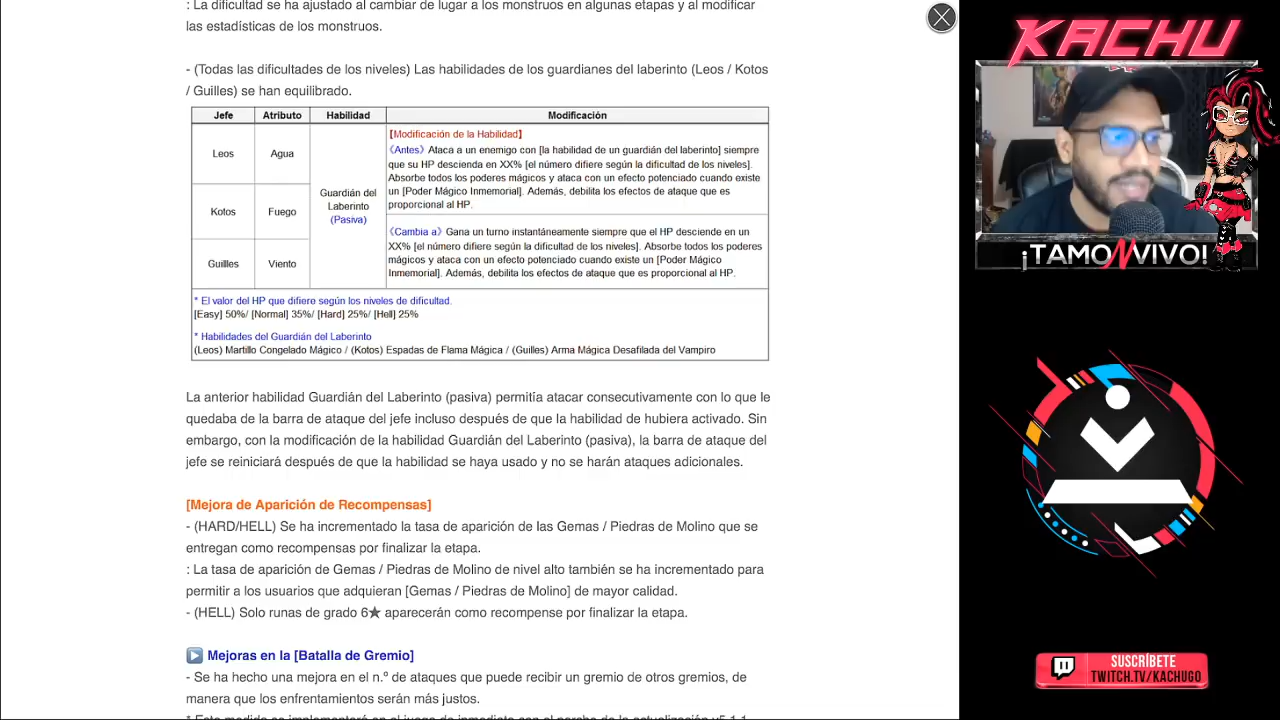 : La dificultad se ha ajustado al cambiar de lugar a los monstruos en algunas etapas y al modificar
las estadísticas de los monstruos.
- (Todas las dificultades de los niveles) Las habilidades de los guardianes del laberinto (Leos / Kotos
/ Guilles) se han equilibrado.
Jefe Atributo Habilidad Modificación
Leos Agua
Kotos Fuego
Guilles Viento
Guardián del
Laberinto
(Pasiva)
【Modificación de la Habilidad】
《Antes》 Ataca a un enemigo con [la habilidad de un guardián del laberinto] siempre
que su HP descienda en XX% [el número difiere según la dificultad de los niveles].
Absorbe todos los poderes mágicos y ataca con un efecto potenciado cuando existe
un [Poder Mágico Inmemorial]. Además, debilita los efectos de ataque que es
proporcional al HP.
《Cambia a》 Gana un turno instantáneamente siempre que el HP desciende en un
XX% [el número difiere según la dificultad de los niveles]. Absorbe todos los poderes
mágicos y ataca con un efecto potenciado cuando existe un [Poder Mágico
Inmemorial]. Además, debilita los efectos de ataque que es proporcional al HP.
* El valor del HP que difiere según los niveles de dificultad.
[Easy] 50%/ [Normal] 35%/ [Hard] 25%/ [Hell] 25%
* Habilidades del Guardián del Laberinto
(Leos) Martillo Congelado Mágico / (Kotos) Espadas de Flama Mágica / (Guilles) Arma Mágica Desafilada del Vampiro
La anterior habilidad Guardián del Laberinto (pasiva) permitía atacar consecutivamente con lo que le
quedaba de la barra de ataque del jefe incluso después de que la habilidad de hubiera activado. Sin
embargo, con la modificación de la habilidad Guardián del Laberinto (pasiva), la barra de ataque del
jefe se reiniciará después de que la habilidad se haya usado y no se harán ataques adicionales.
[Mejora de Aparición de Recompensas]
- (HARD/HELL) Se ha incrementado la tasa de aparición de las Gemas / Piedras de Molino que se
entregan como recompensas por finalizar la etapa.
: La tasa de aparición de Gemas / Piedras de Molino de nivel alto también se ha incrementado para
permitir a los usuarios que adquieran [Gemas / Piedras de Molino] de mayor calidad.
- (HELL) Solo runas de grado 6★ aparecerán como recompense por finalizar la etapa.
Mejoras en la [Batalla de Gremio]
- Se ha hecho una mejora en el n.º de ataques que puede recibir un gremio de otros gremios, de
manera que los enfrentamientos serán más justos.
* Esta medida se implementará en el juego de inmediato con el parche de la actualización v5.1.1
KACHU
¡TAMO N VIVO!
SUSCRÍBETE
TWITCH.TV/KACHUGO